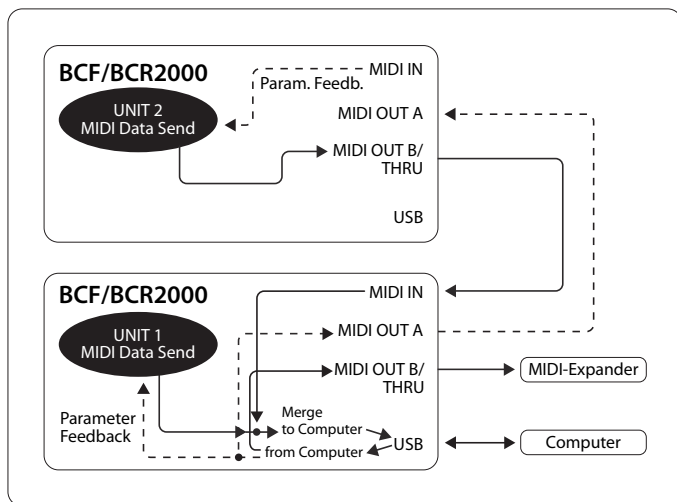 BCF/BCR2000
MIDI IN
Param. Feedb.
UNIT 2
MIDI Data Send
MIDI OUT A
MIDI OUT B/
THRU
USB
BCF/BCR2000
MIDI IN
UNIT 1
MIDI Data Send
MIDI OUT A
MIDI OUT B/
THRU
MIDI-Expander
Parameter
Feedback
Merge
to Computer
from Computer
USB
Computer